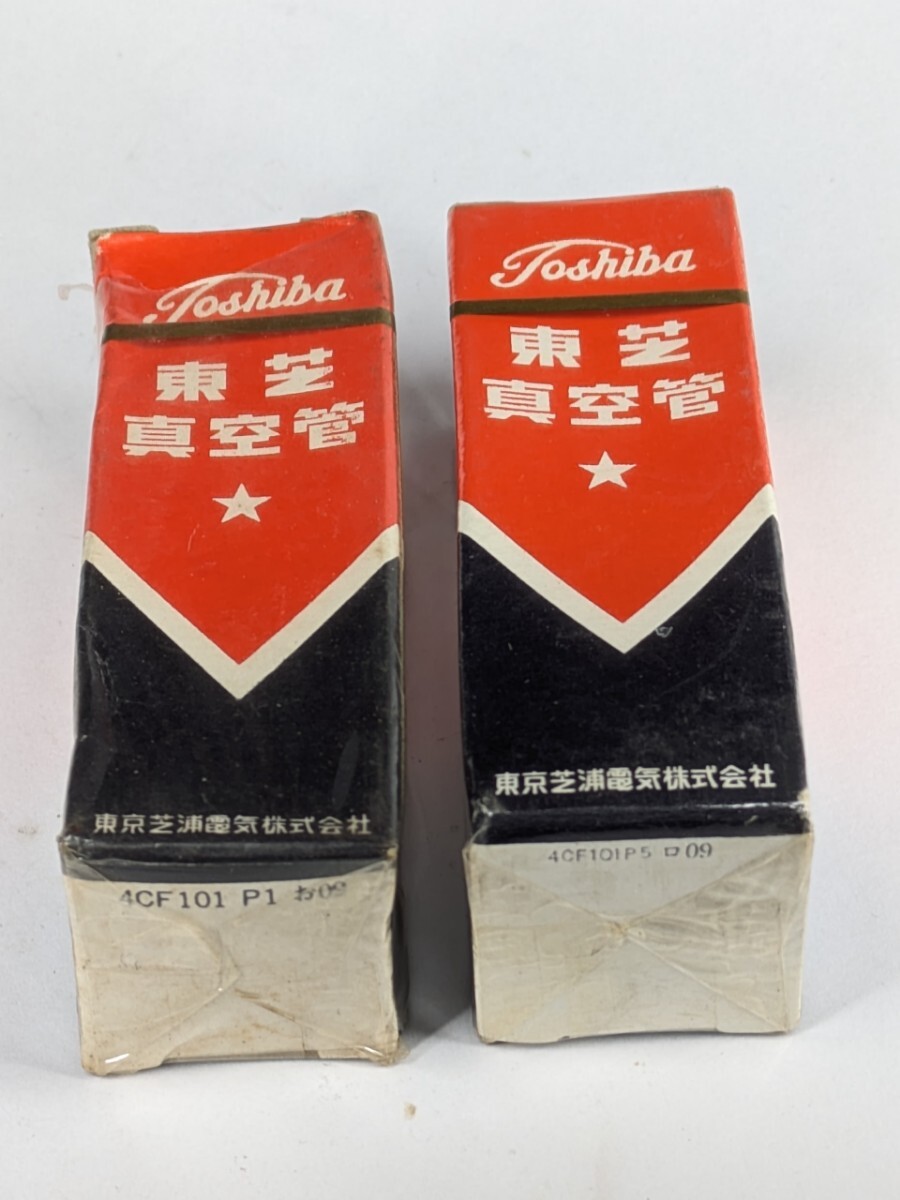 Toshiba
東芝
真空管
東京芝浦電気株式会社
4CF101 P1 お09
Toshiba
東芝
真空管
東京芝浦電気株式会社
4CF101P5 ロ09